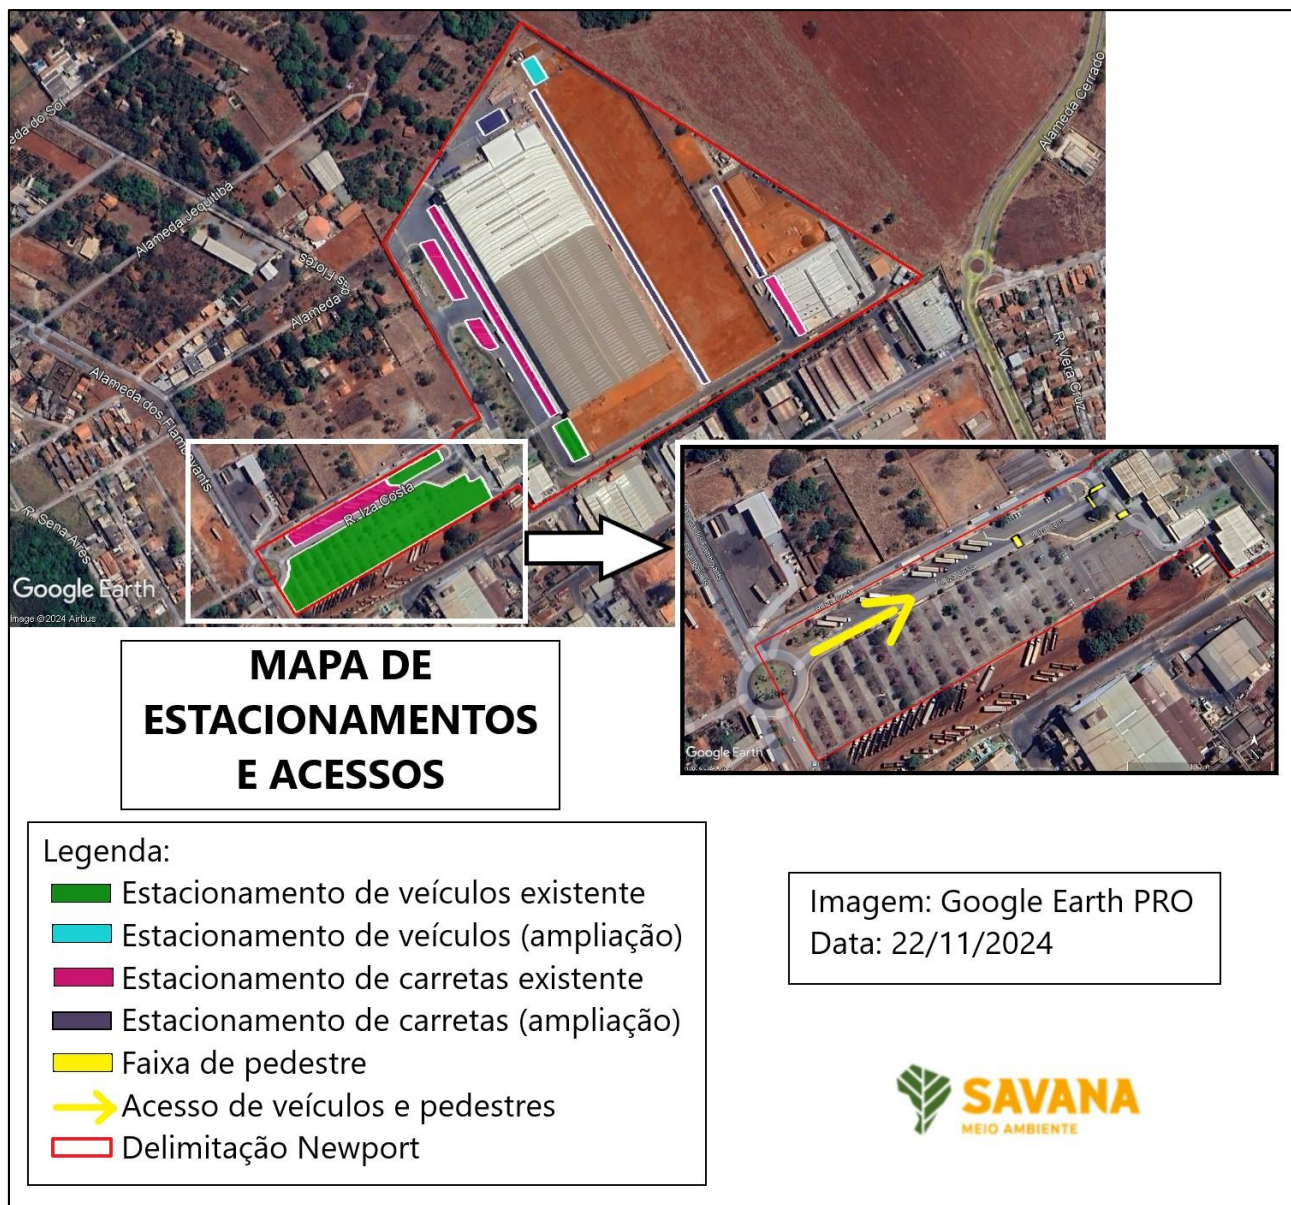 eda do Sol
Alameda Jequitibá
Alameda
as Flores
Alameda Cerrado
R. Vera Cruz
Alameda dos Flamboyants
R. Sena Aires
R. Iza Costa
Google Earth
Image © 2024 Airbus
Google Earth
MAPA DE
ESTACIONAMENTOS
E ACESSOS
Legenda:
Estacionamento de veículos existente
Estacionamento de veículos (ampliação)
Estacionamento de carretas existente
Estacionamento de carretas (ampliação)
Faixa de pedestre
Acesso de veículos e pedestres
Delimitação Newport
Imagem: Google Earth PRO
Data: 22/11/2024
SAVANA
MEIO AMBIENTE